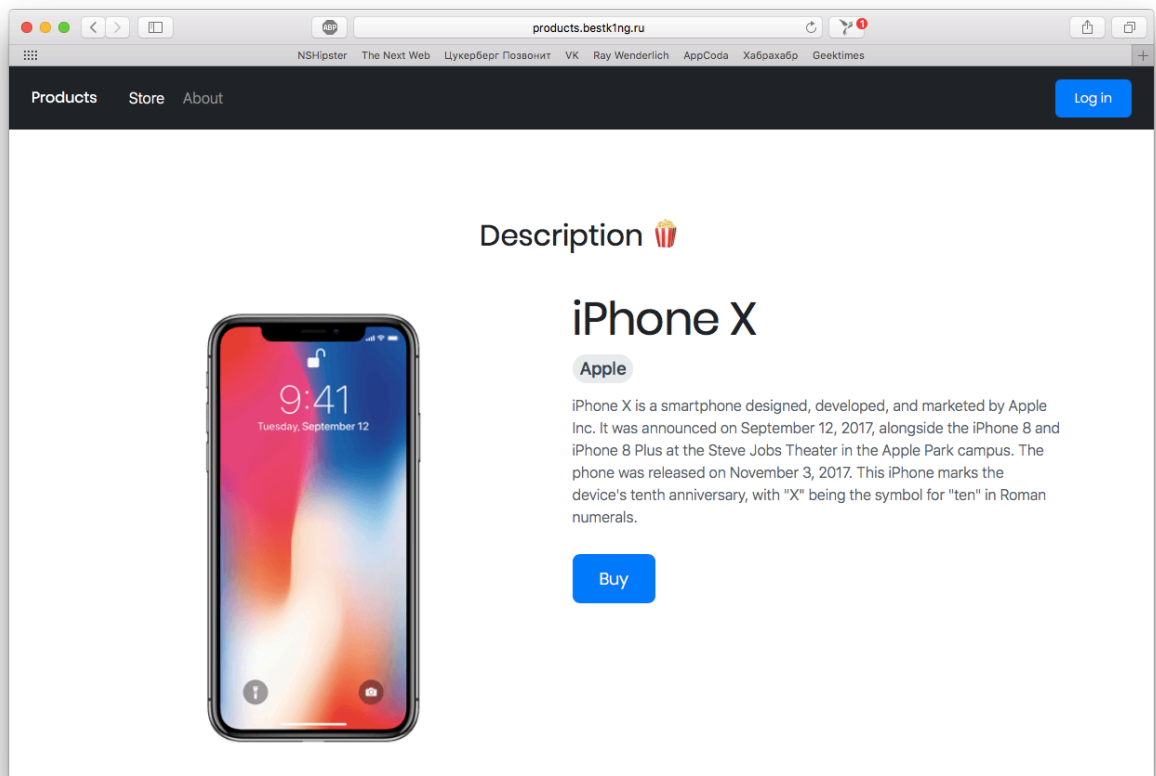 ABP
products.bestk1ng.ru
1
NSHipster The Next Web Цукерберг Позвонит VK Ray Wenderlich AppCoda Хабрахабр Geektimes
Products Store About Log in
Description 🍿
iPhone X
Apple
9:41
Tuesday, September 12
iPhone X is a smartphone designed, developed, and marketed by Apple
Inc. It was announced on September 12, 2017, alongside the iPhone 8 and
iPhone 8 Plus at the Steve Jobs Theater in the Apple Park campus. The
phone was released on November 3, 2017. This iPhone marks the
device's tenth anniversary, with "X" being the symbol for "ten" in Roman
numerals.
Buy